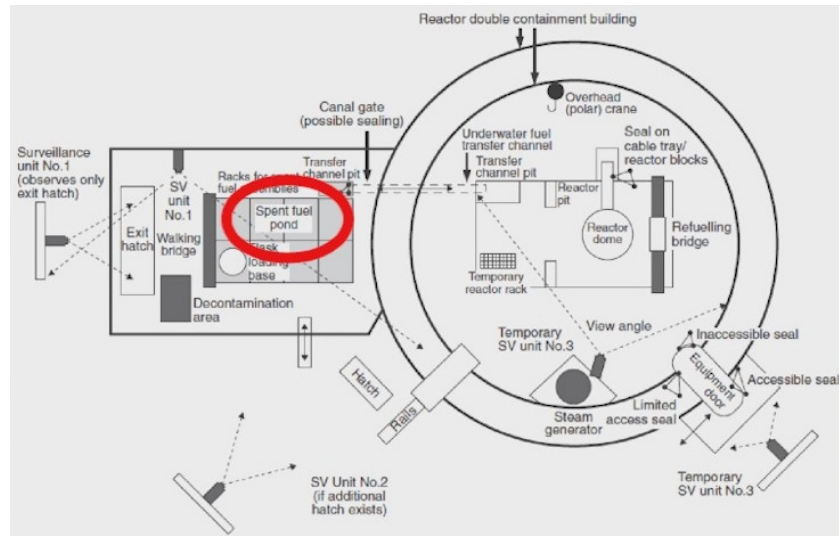 Reactor double containment building
Canal gate
(possible sealing)
Overhead
(polar) crane
Surveillance
unit No.1
(observes only
exit hatch)
SV
unit
No.1
Racks for
fuel
Transfer
channel pit
Underwater fuel
transfer channel
Transfer
channel pit
Seal on
cable tray/
reactor blocks
Reactor
pit
Exit
hatch
Walking
bridge
Spent fuel
pond
Reactor
dome
Refuelling
bridge
loading
base
Temporary
reactor rack
Decontamination
area
Temporary
SV unit No.3
View angle
Inaccessible seal
Equipment
door
Accessible seal
Hatch
Rails
Steam
generator
Limited
access seal
SV Unit No.2
(if additional
hatch exists)
Temporary
SV unit No.3